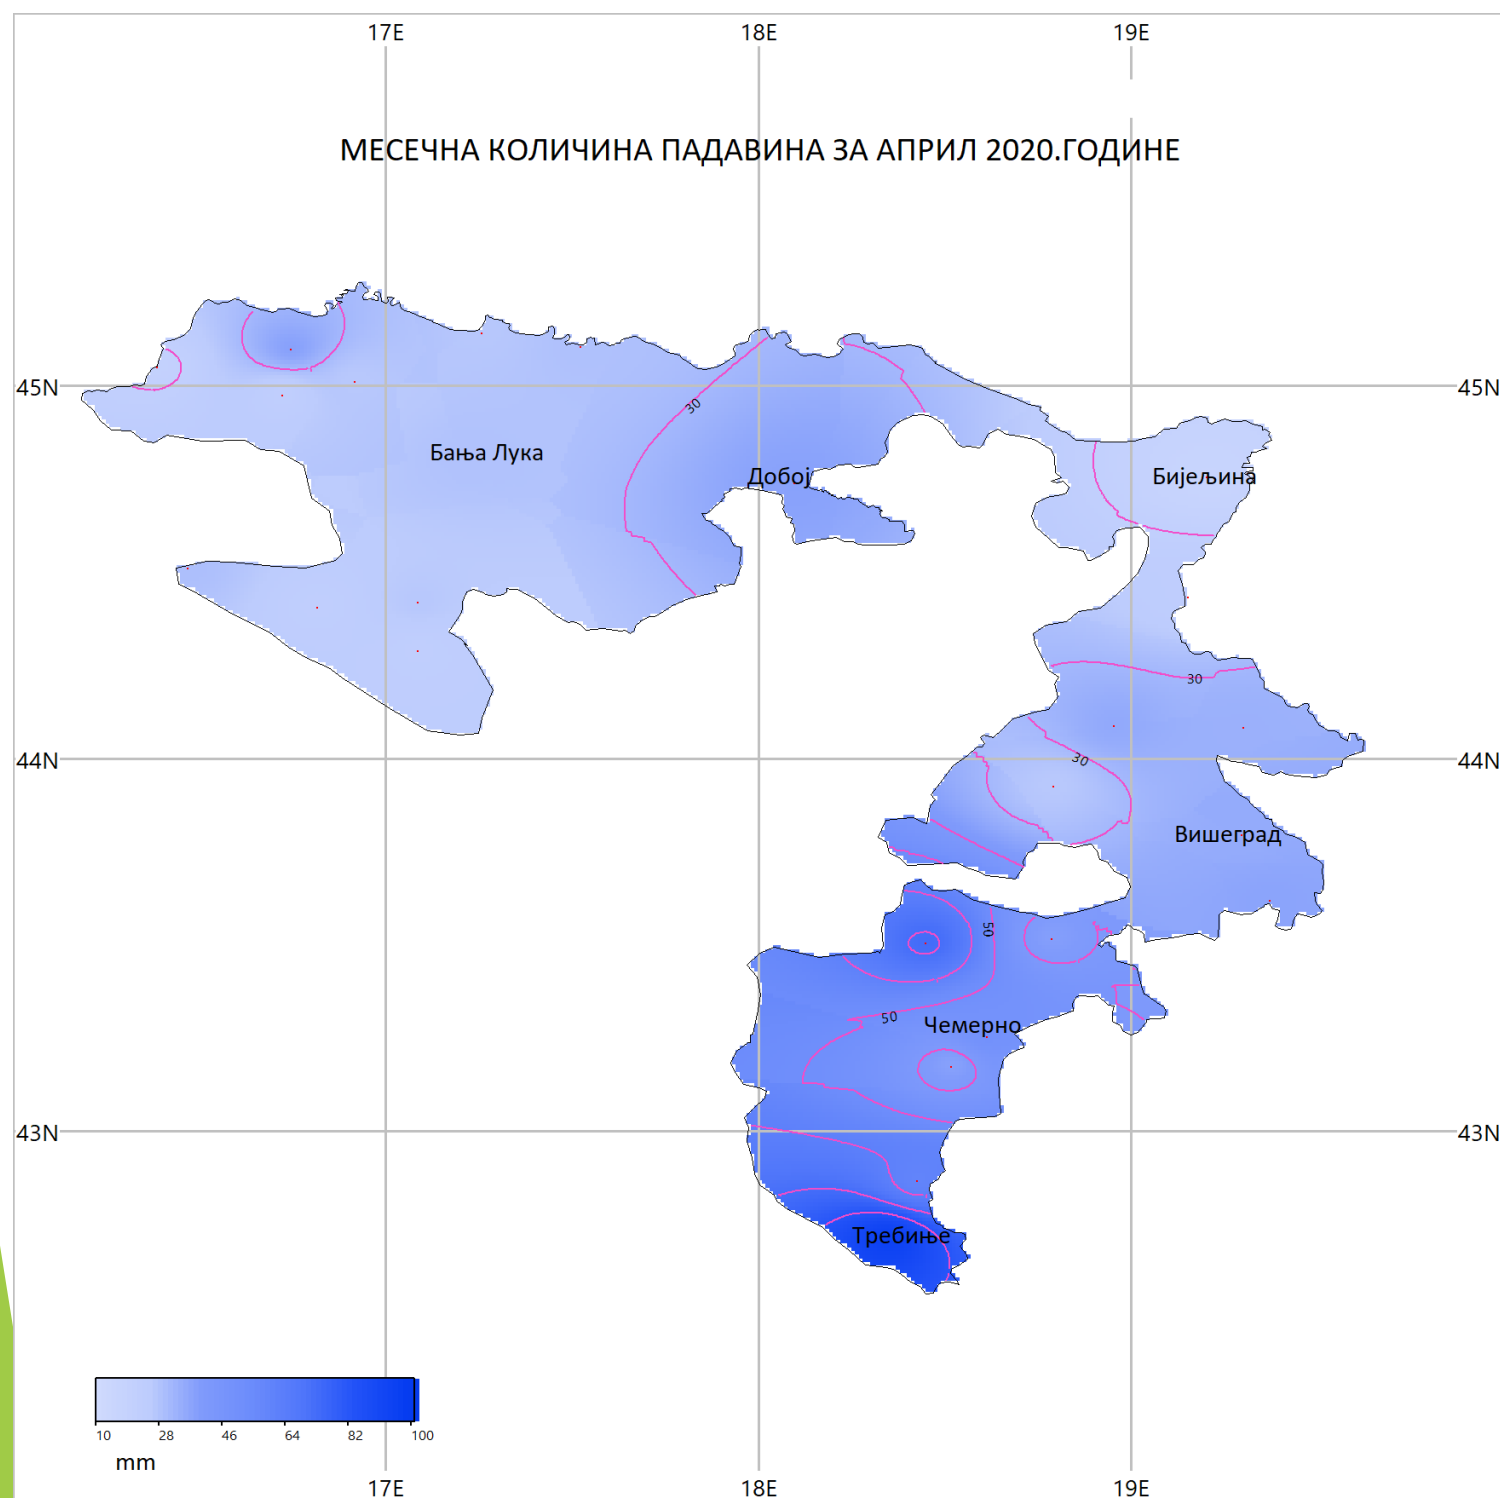 17E 18E 19E
МЕСЕЧНА КОЛИЧИНА ПАДАВИНА ЗА АПРИЛ 2020.ГОДИНЕ
45N 45N
30
Бања Лука
Добој
Бијељина
30
44N 44N
30
Вишеград
50
50
Чемерно
43N 43N
Требиње
10 28 46 64 82 100
mm
17E 18E 19E